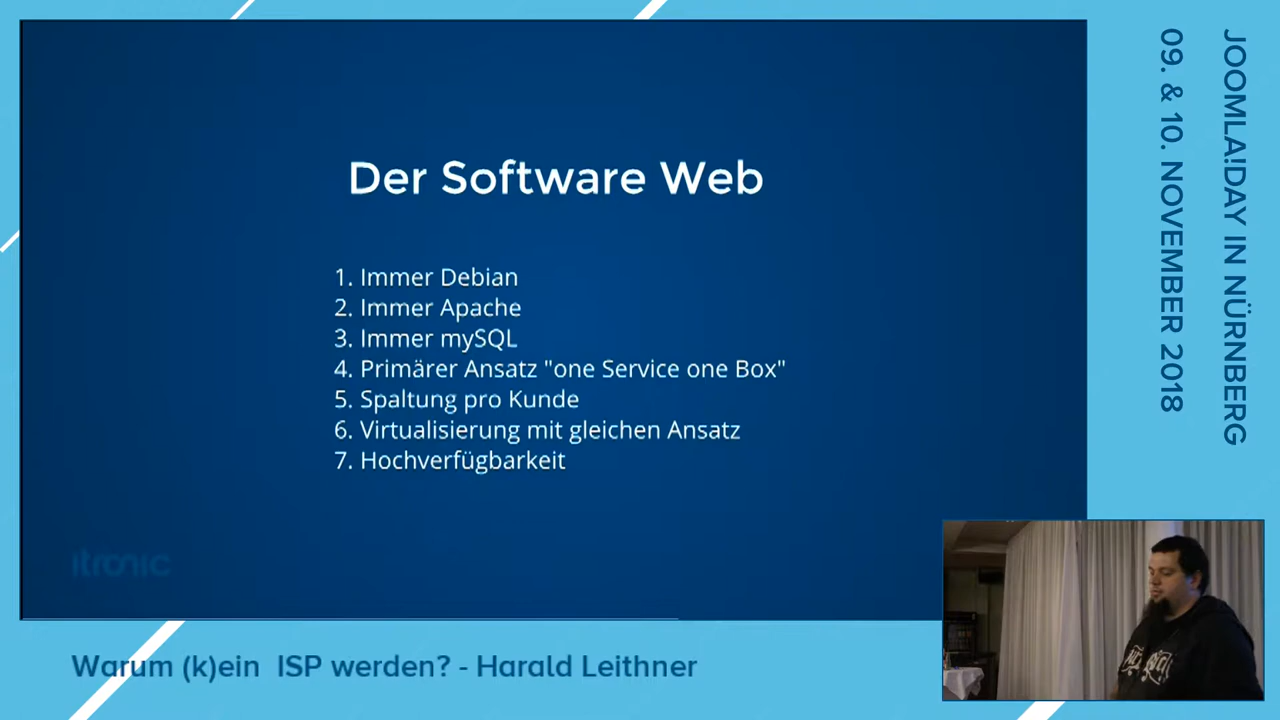 Der Software Web
1. Immer Debian
2. Immer Apache
3. Immer mySQL
4. Primärer Ansatz "one Service one Box"
5. Spaltung pro Kunde
6. Virtualisierung mit gleichen Ansatz
7. Hochverfügbarkeit
itronic
JOOMLA!DAY IN NÜRNBERG
09. & 10. NOVEMBER 2018
Warum (k)ein ISP werden? - Harald Leithner